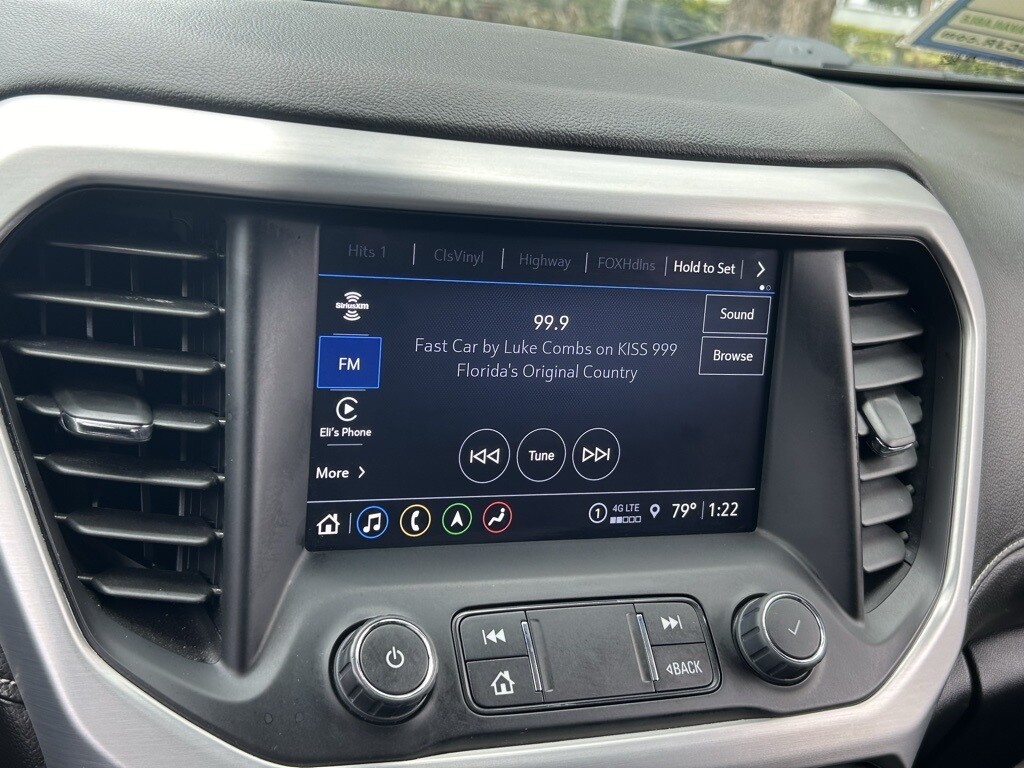 Hits 1 | ClsVinyl | Highway | FOXHdlns | Hold to Set
SiriusXM
99.9
Sound
Fast Car by Luke Combs on KISS 999
Browse
FM
Florida's Original Country
Eli's Phone
Tune
More
1 4G LTE 79° 1:22
BACK